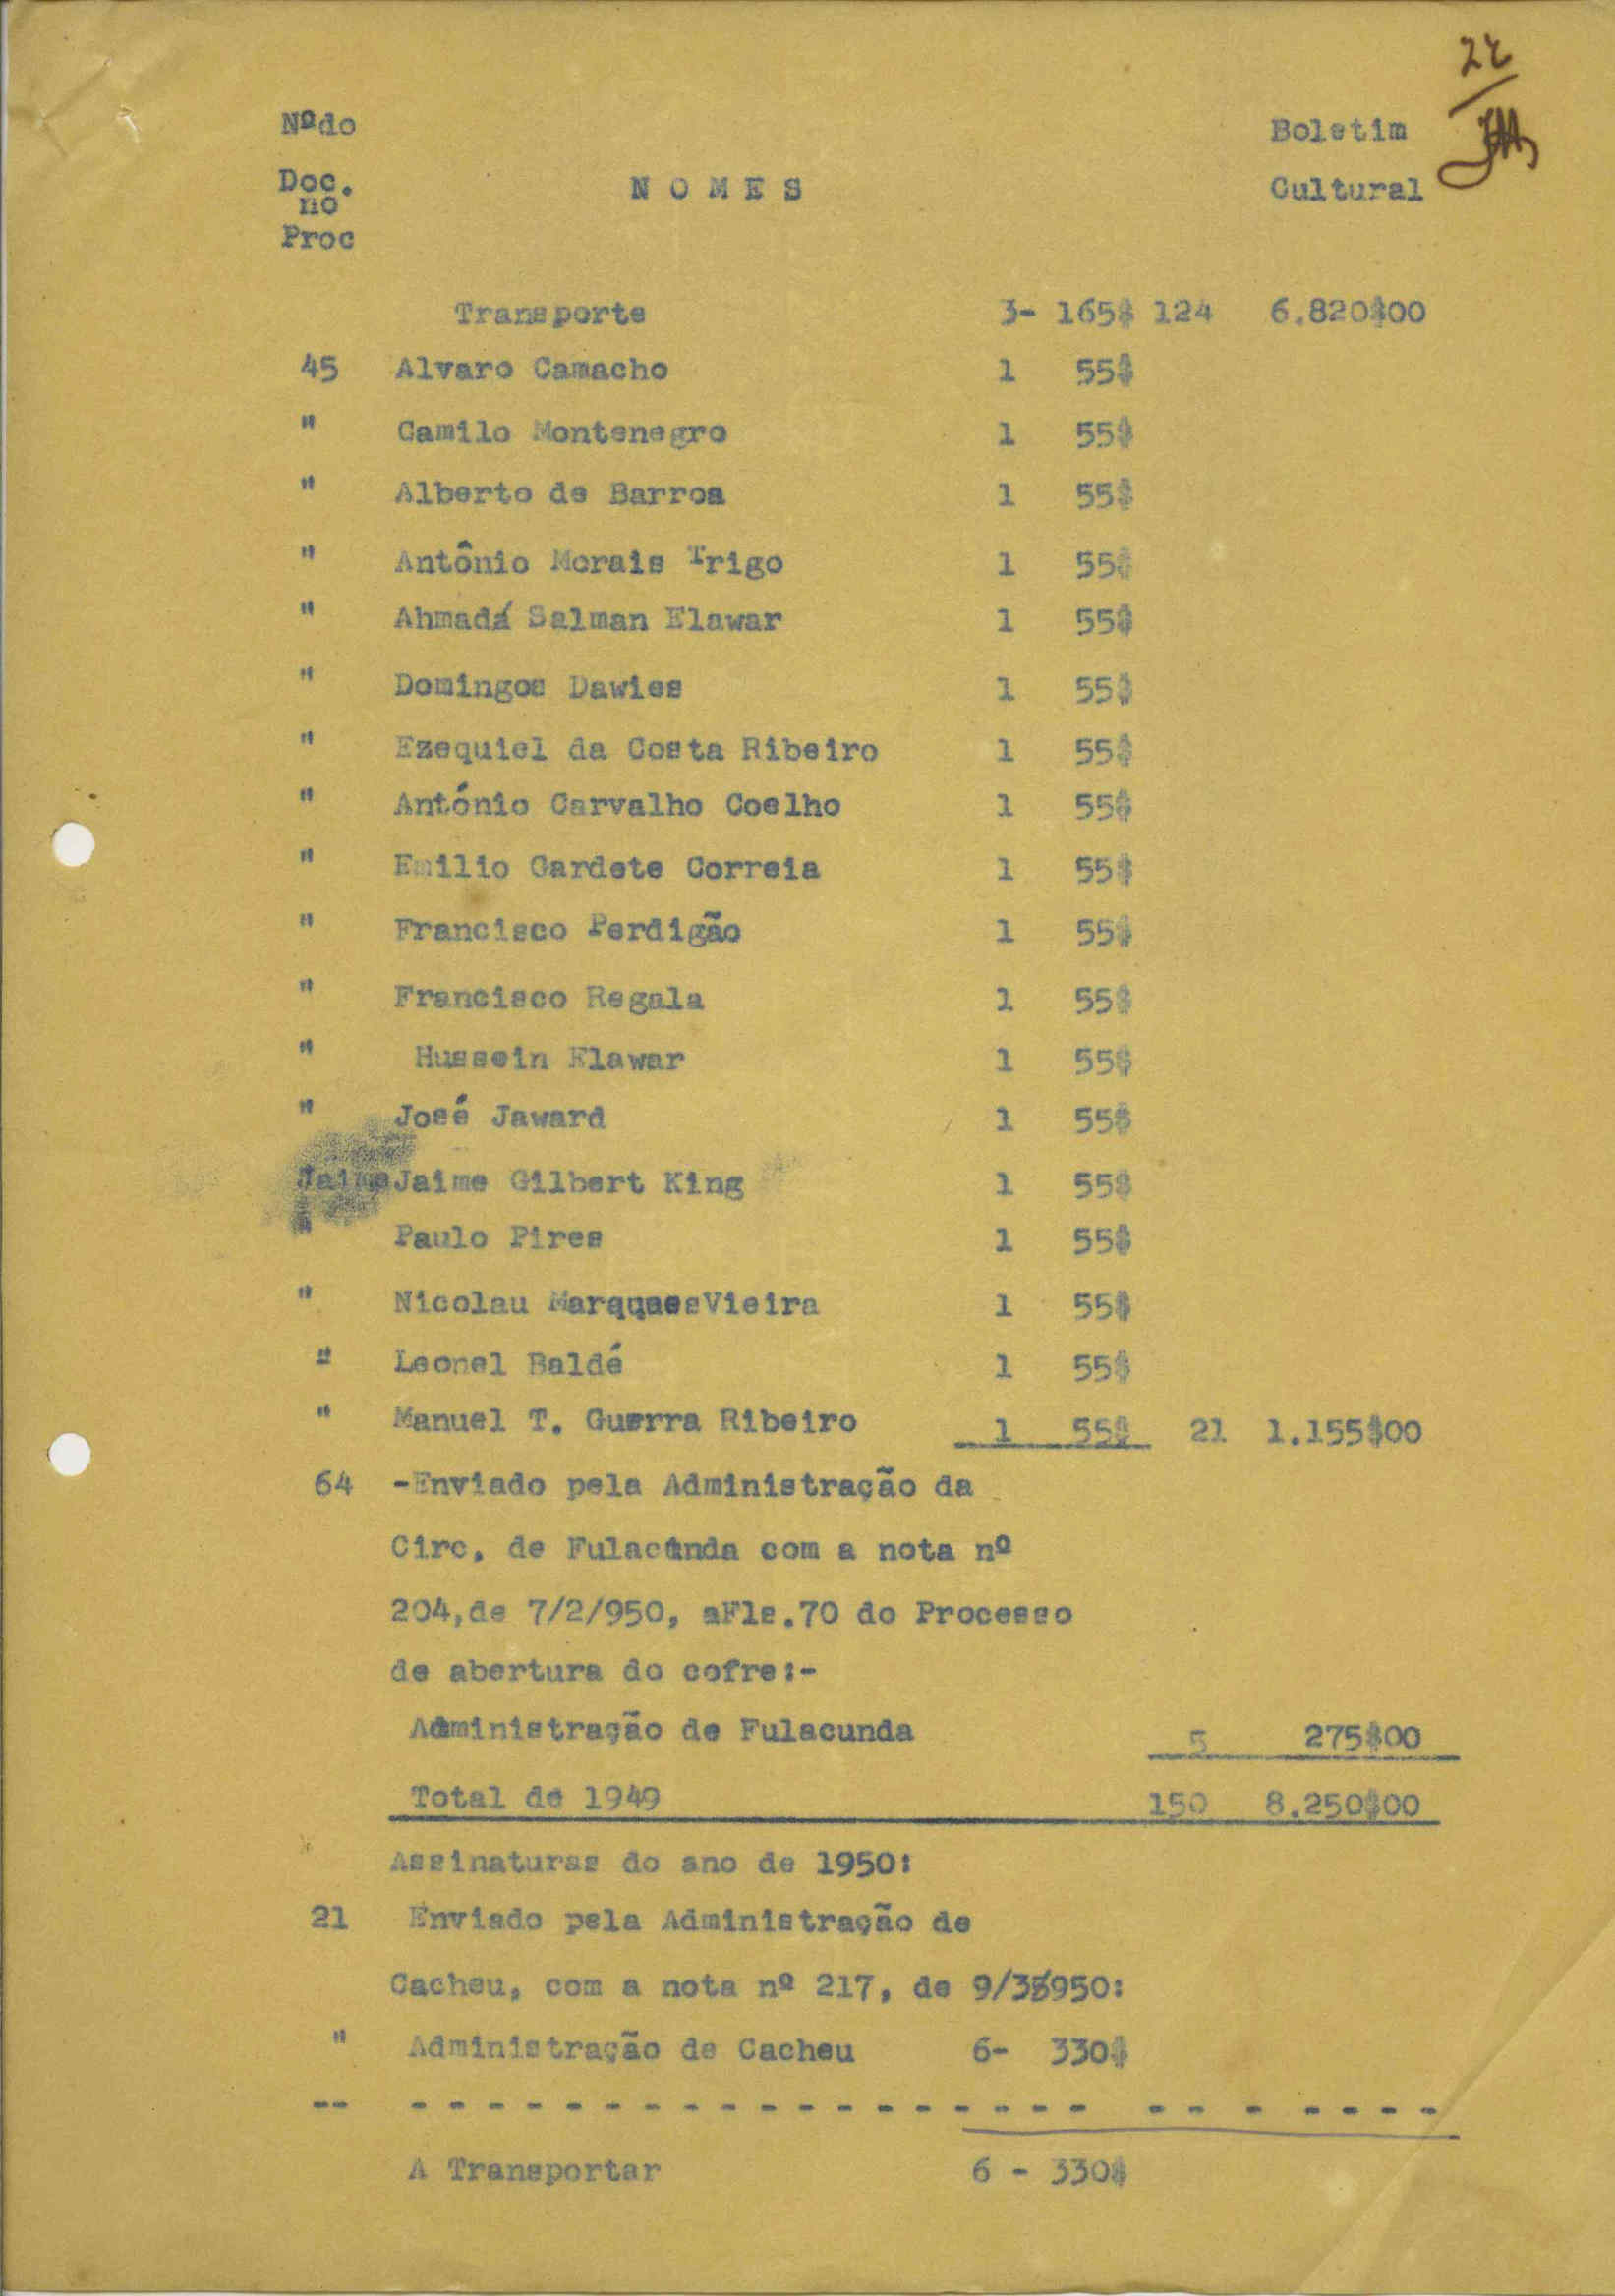 22
Nºdo
Boletim
Doc.
no
N O M E S
Cultural
Proc
Transporte 3- 165$ 124 6.820$00
45 Alvaro Camacho 1 55$
" Camilo Montenegro 1 55$
" Alberto de Barros 1 55$
" Antônio Morais Trigo 1 55$
" Ahmadá Salman Elawar 1 55$
" Domingos Dawies 1 55$
" Ezequiel da Costa Ribeiro 1 55$
" António Carvalho Coelho 1 55$
" Emilio Gardete Correia 1 55$
" Francisco Perdigão 1 55$
" Francisco Regala 1 55$
" Hussein Elawar 1 55$
" José Jaward 1 55$
Jaime Jaime Gilbert King 1 55$
" Paulo Pires 1 55$
" Nicolau Marques Vieira 1 55$
" Leonel Baldé 1 55$
" Manuel T. Guerra Ribeiro 1 55$ 21 1.155$00
64 -Enviado pela Administração da
Circ, de Fulacunda com a nota nº
204,de 7/2/950, aFls.70 do Processo
de abertura do cofre:-
Administração de Fulacunda 5 275$00
Total de 1949 150 8.250$00
Assinaturas do ano de 1950:
21 Enviado pela Administração de
Cacheu, com a nota nº 217, de 9/3/950:
" Administração de Cacheu 6- 330$
-- - - - - - - - - - - - - - - - - - - - - - - - - -
A Transportar 6 - 330$